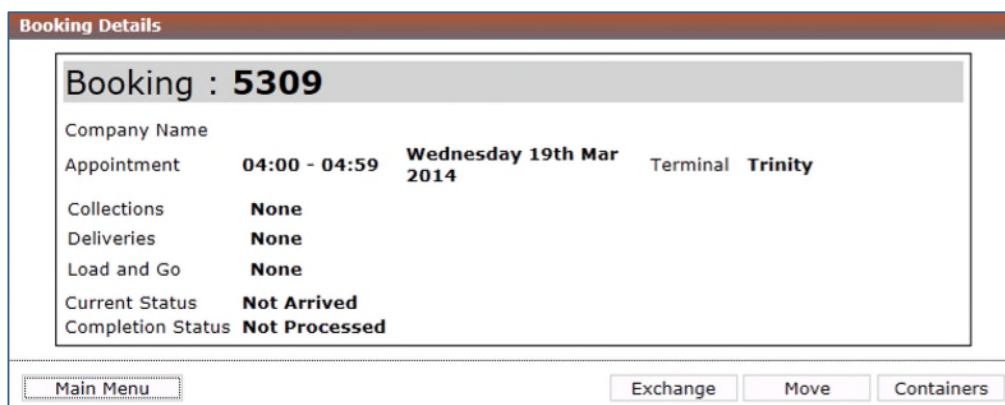 Booking Details
Booking : 5309
Company Name
Appointment 04:00 - 04:59 Wednesday 19th Mar 2014 Terminal Trinity
Collections None
Deliveries None
Load and Go None
Current Status Not Arrived
Completion Status Not Processed
Main Menu Exchange Move Containers